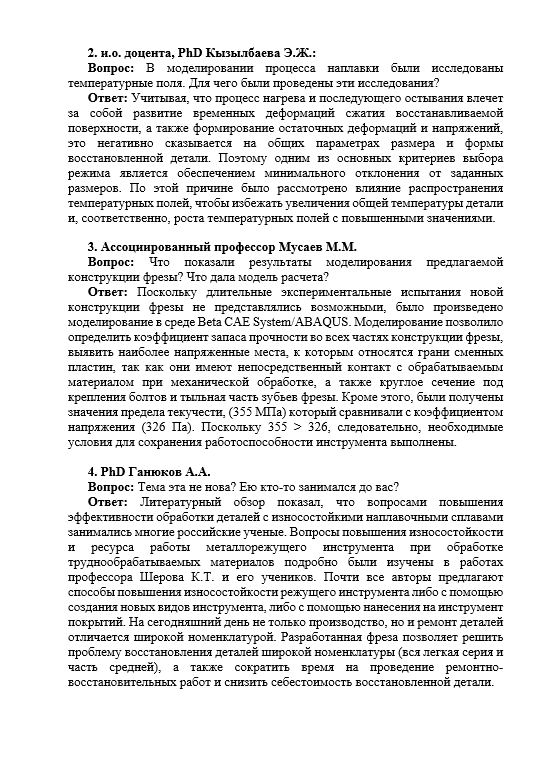 2. и.о. доцента, PhD Кызылбаева Э.Ж.:
Вопрос: В моделировании процесса наплавки были исследованы
температурные поля. Для чего были проведены эти исследования?
Ответ: Учитывая, что процесс нагрева и последующего остывания влечет
за собой развитие временных деформаций сжатия восстанавливаемой
поверхности, а также формирование остаточных деформаций и напряжений,
это негативно сказывается на общих параметрах размера и формы
восстановленной детали. Поэтому одним из основных критериев выбора
режима является обеспечением минимального отклонения от заданных
размеров. По этой причине было рассмотрено влияние распространения
температурных полей, чтобы избежать увеличения общей температуры детали
и, соответственно, роста температурных полей с повышенными значениями.
3. Ассоциированный профессор Мусаев М.М.
Вопрос: Что показали результаты моделирования предлагаемой
конструкции фрезы? Что дала модель расчета?
Ответ: Поскольку длительные экспериментальные испытания новой
конструкции фрезы не представлялись возможными, было произведено
моделирование в среде Beta CAE System/ABAQUS. Моделирование позволило
определить коэффициент запаса прочности во всех частях конструкции фрезы,
выявить наиболее напряженные места, к которым относятся грани сменных
пластин, так как они имеют непосредственный контакт с обрабатываемым
материалом при механической обработке, а также круглое сечение под
крепления болтов и тыльная часть зубьев фрезы. Кроме этого, были получены
значения предела текучести, (355 МПа) который сравнивали с коэффициентом
напряжения (326 Па). Поскольку 355 > 326, следовательно, необходимые
условия для сохранения работоспособности инструмента выполнены.
4. PhD Ганюков А.А.
Вопрос: Тема эта не нова? Ею кто-то занимался до вас?
Ответ: Литературный обзор показал, что вопросами повышения
эффективности обработки деталей с износостойкими наплавочными сплавами
занимались многие российские ученые. Вопросы повышения износостойкости
и ресурса работы металлорежущего инструмента при обработке
труднообрабатываемых материалов подробно были изучены в работах
профессора Шерова К.Т. и его учеников. Почти все авторы предлагают
способы повышения износостойкости режущего инструмента либо с помощью
создания новых видов инструмента, либо с помощью нанесения на инструмент
покрытий. На сегодняшний день не только производство, но и ремонт деталей
отличается широкой номенклатурой. Разработанная фреза позволяет решить
проблему восстановления деталей широкой номенклатуры (вся легкая серия и
часть средней), а также сократить время на проведение ремонтно-
восстановительных работ и снизить себестоимость восстановленной детали.